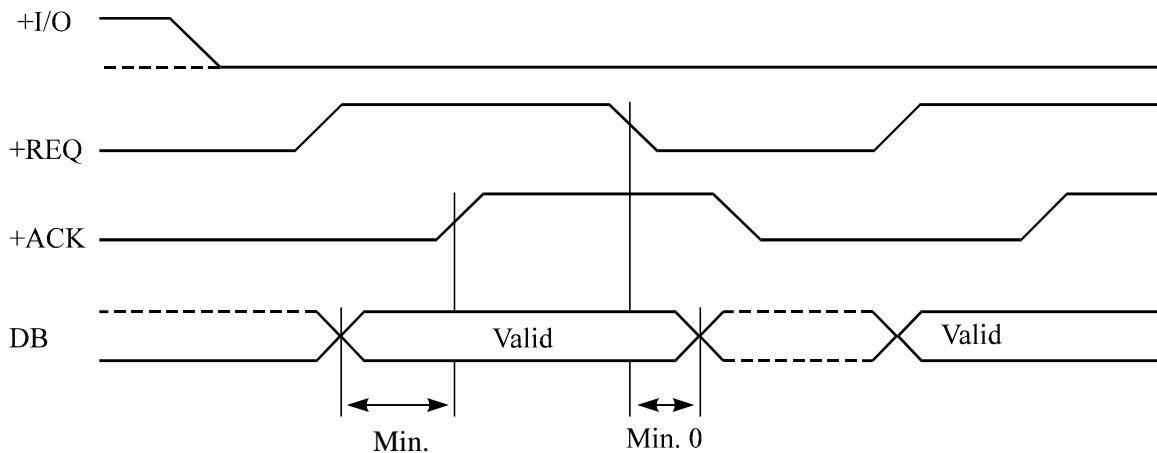 +I/O
+REQ
+ACK
DB
Valid
Valid
Min.
Min. 0